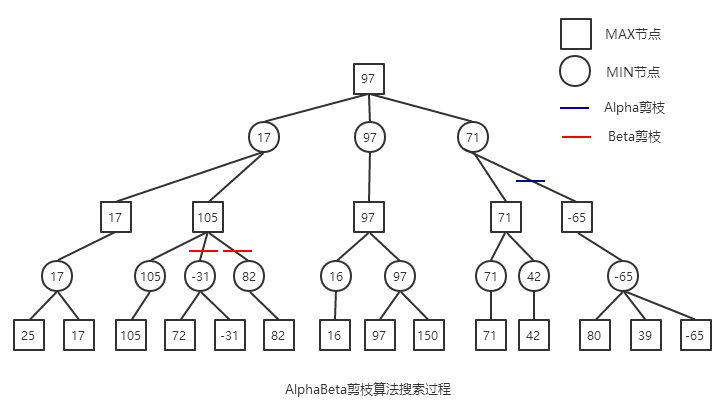 MAX节点
MIN节点
Alpha剪枝
Beta剪枝
97
17 97 71
17 105 97 71 -65
17 105 -31 82 16 97 71 42 -65
25 17 105 72 -31 82 16 97 150 71 42 80 39 -65
AlphaBeta剪枝算法搜索过程